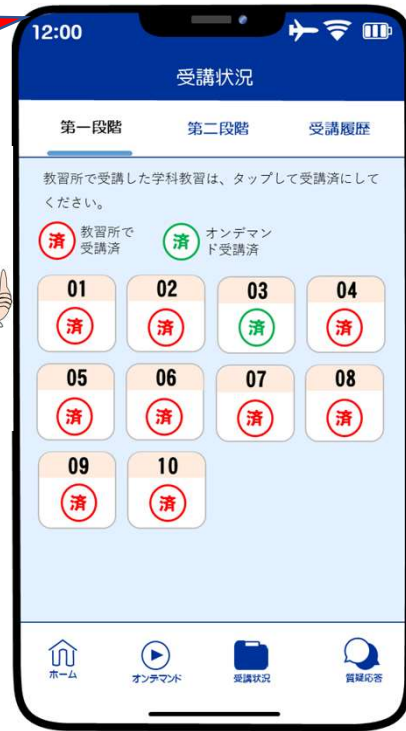 12:00
受講状況
第一段階 第二段階 受講履歴
教習所で受講した学科教習は、タップして受講済にして
ください。
済 教習所で
受講済
済 オンデマン
ド受講済
01 02 03 04
済 済 済 済
05 06 07 08
済 済 済 済
09 10
済 済
ホーム オンデマンド 受講状況 質疑応答